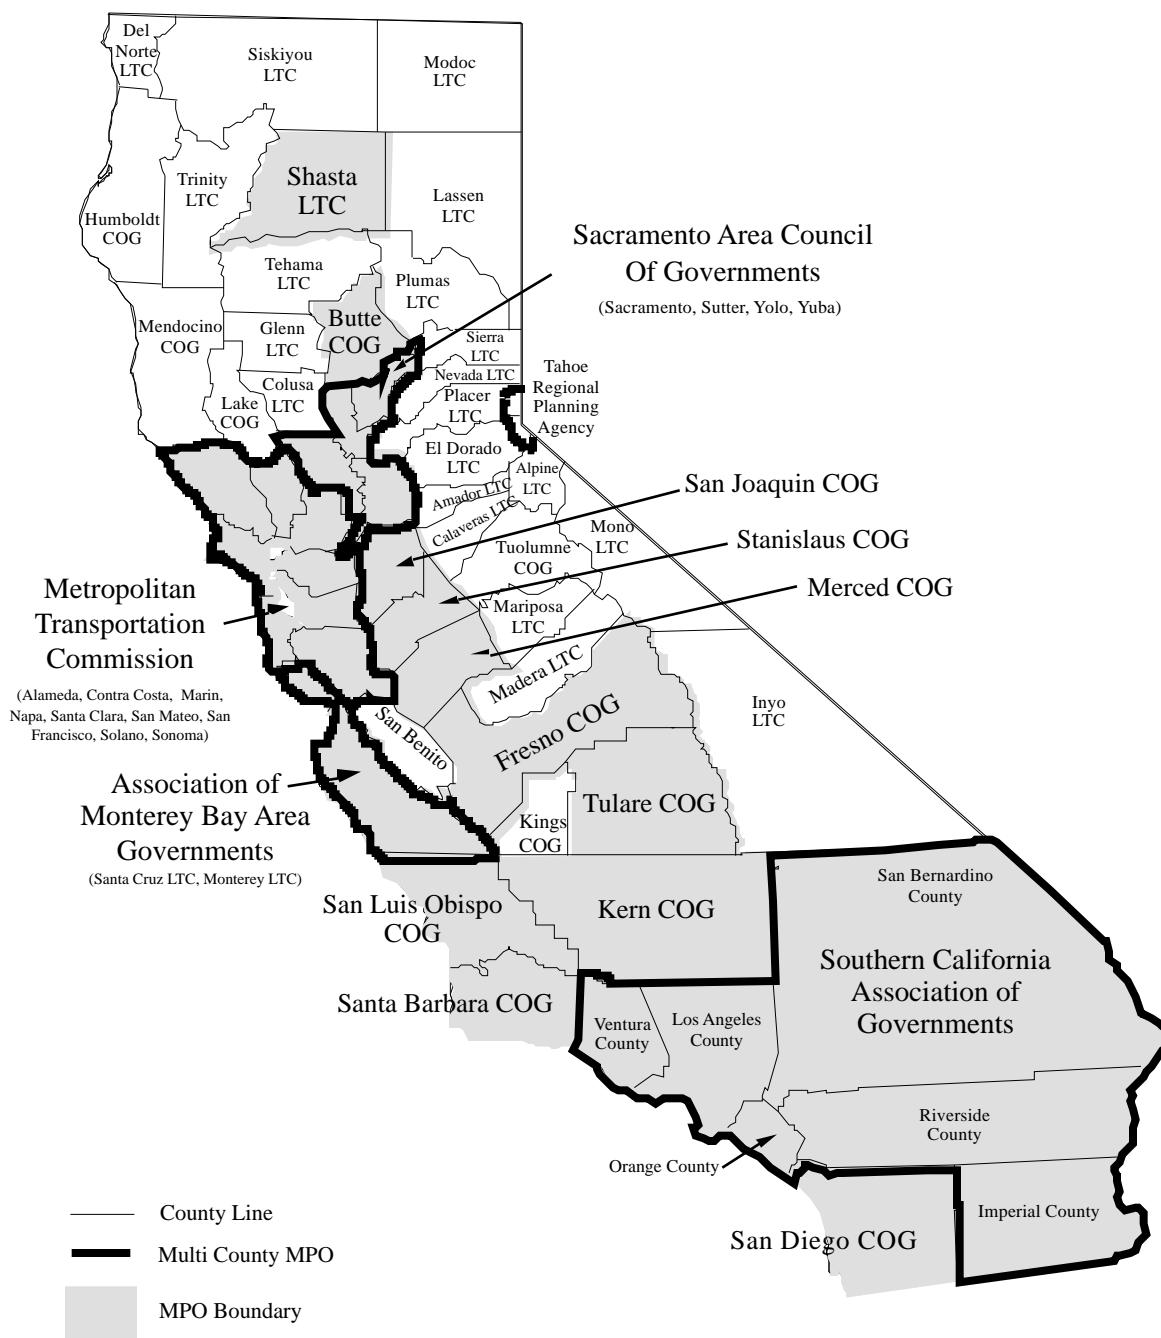 Del
Norte
LTC
Siskiyou
LTC
Modoc
LTC
Shasta
LTC
Trinity
LTC
Lassen
LTC
Humboldt
COG
Sacramento Area Council
Of Governments
(Sacramento, Sutter, Yolo, Yuba)
Tehama
LTC
Plumas
LTC
Butte
COG
Mendocino
COG
Glenn
LTC
Sierra
LTC
Nevada LTC
Tahoe
Regional
Planning
Agency
Colusa
LTC
Lake
COG
Placer
LTC
El Dorado
LTC
Alpine
LTC
Amador LTC
Calaveras LTC
San Joaquin COG
Mono
LTC
Stanislaus COG
Tuolumne
COG
Merced COG
Mariposa
LTC
Metropolitan
Transportation
Commission
(Alameda, Contra Costa, Marin,
Napa, Santa Clara, San Mateo, San
Francisco, Solano, Sonoma)
Madera LTC
Inyo
LTC
San Benito
Fresno COG
Association of
Monterey Bay Area
Governments
(Santa Cruz LTC, Monterey LTC)
Tulare COG
Kings
COG
San Luis Obispo
COG
Kern COG
San Bernardino
County
Southern California
Association of
Governments
Santa Barbara COG
Ventura
County
Los Angeles
County
Riverside
County
Orange County
Imperial County
San Diego COG
County Line
Multi County MPO
MPO Boundary